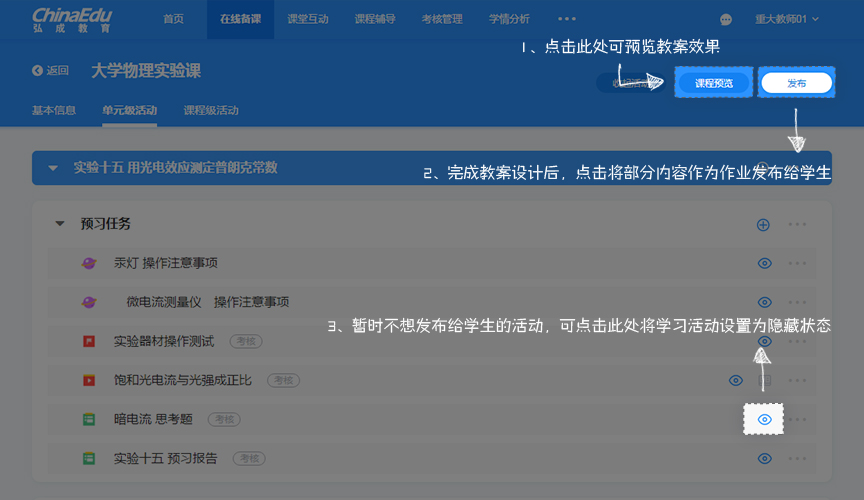 ChinaEdu
弘成教育
首页 在线备课 课堂互动 课程辅导 考核管理 学情分析 重大教师01
1、点击此处可预览教案效果
返回 大学物理实验课
课程预览 发布
基本信息 单元级活动 课程级活动
实验十五 用光电效应测定普朗克常数
2、完成教案设计后，点击将部分内容作为作业发布给学生
预习任务
汞灯 操作注意事项
微电流测量仪 操作注意事项
3、暂时不想发布给学生的活动，可点击此处将学习活动设置为隐藏状态
实验器材操作测试 考核
饱和光电流与光强成正比 考核
暗电流 思考题 考核
实验十五 预习报告 考核